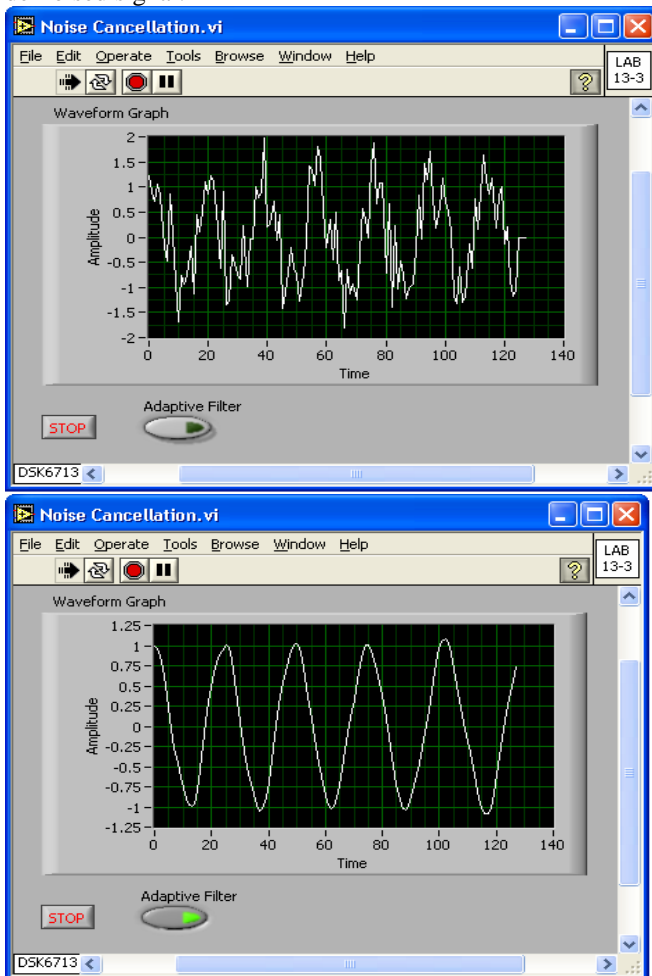 Noise Cancellation.vi
File Edit Operate Tools Browse Window Help
LAB
13-3
Waveform Graph
2
1.5
1
0.5
0
-0.5
-1
-1.5
-2
Amplitude
0 20 40 60 80 100 120 140
Time
Adaptive Filter
STOP
DSK6713
Noise Cancellation.vi
File Edit Operate Tools Browse Window Help
LAB
13-3
Waveform Graph
1.25
1
0.75
0.5
0.25
0
-0.25
-0.5
-0.75
-1
-1.25
Amplitude
0 20 40 60 80 100 120 140
Time
Adaptive Filter
STOP
DSK6713